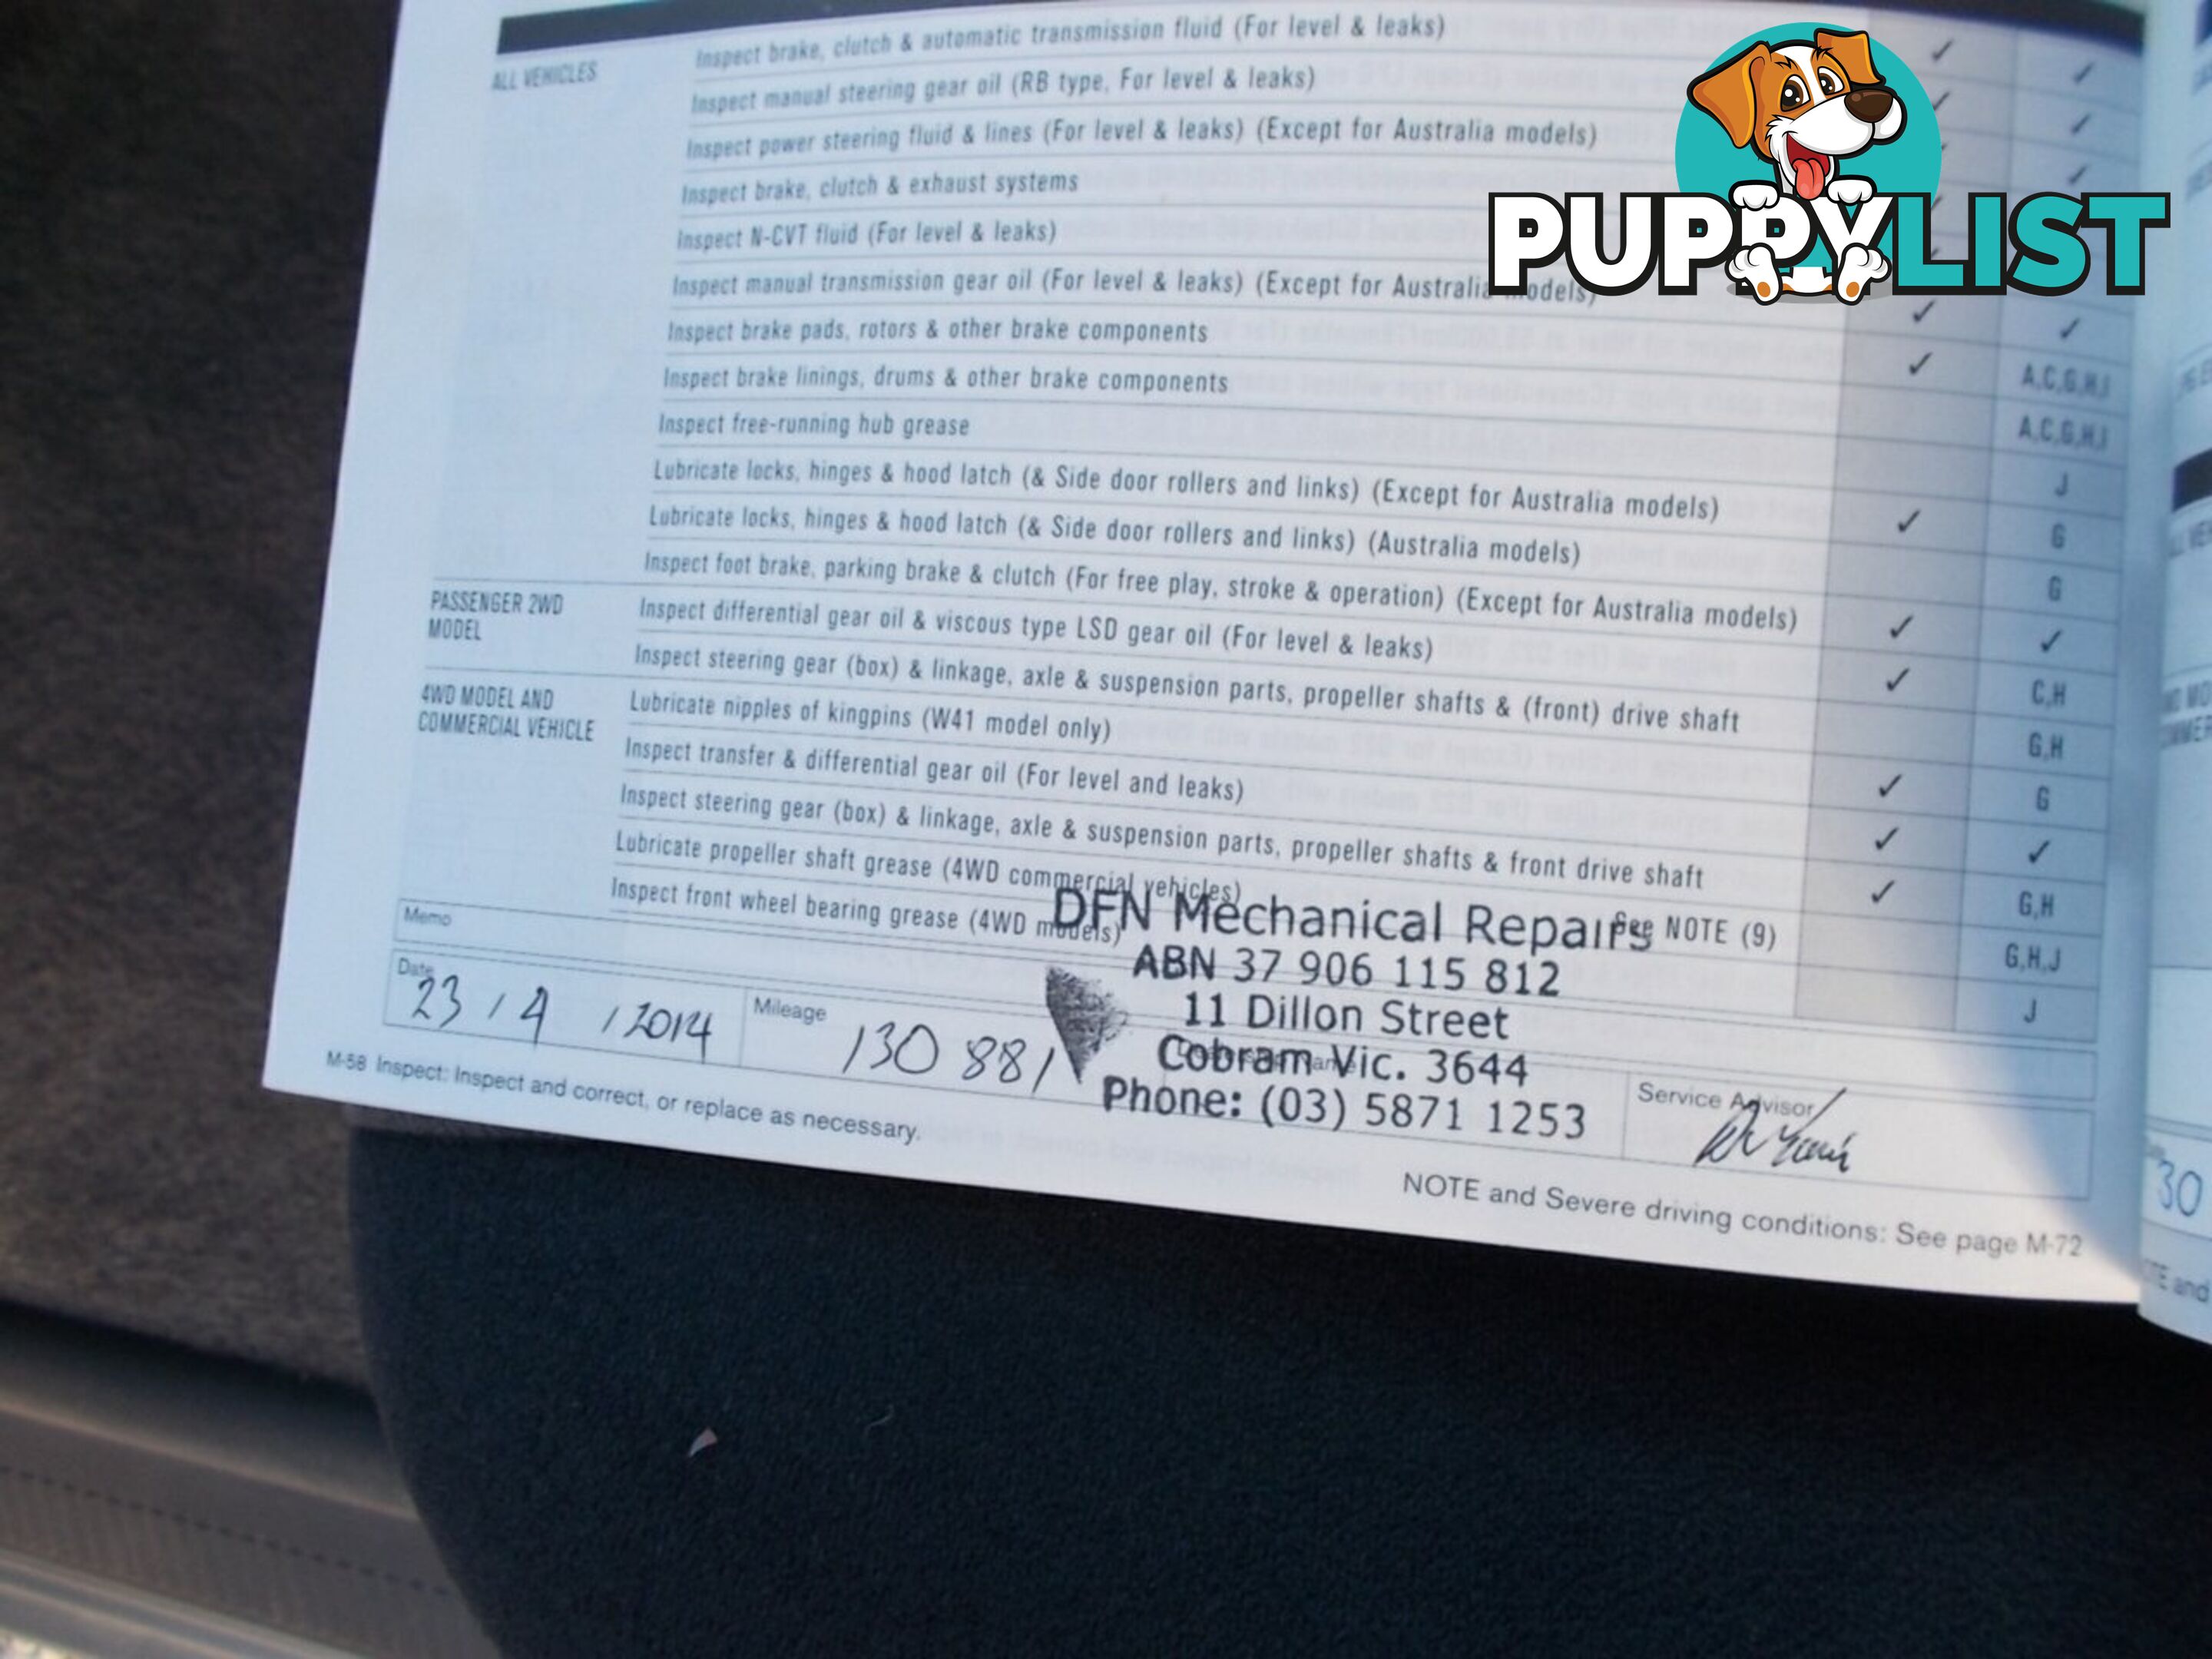 PUPPYLIST
ALL VEHICLES
Inspect brake, clutch & automatic transmission fluid (For level & leaks) ✓ ✓
Inspect manual steering gear oil (RB type, For level & leaks) ✓ ✓
Inspect power steering fluid & lines (For level & leaks) (Except for Australia models) ✓
Inspect brake, clutch & exhaust systems
Inspect N-CVT fluid (For level & leaks)
Inspect manual transmission gear oil (For level & leaks) (Except for Australia models) ✓ ✓
Inspect brake pads, rotors & other brake components ✓ A,C,G,H,J
Inspect brake linings, drums & other brake components A,C,G,H,J
Inspect free-running hub grease J
Lubricate locks, hinges & hood latch (& Side door rollers and links) (Except for Australia models) ✓ G
Lubricate locks, hinges & hood latch (& Side door rollers and links) (Australia models) G
Inspect foot brake, parking brake & clutch (For free play, stroke & operation) (Except for Australia models) ✓ ✓
PASSENGER 2WD
MODEL
Inspect differential gear oil & viscous type LSD gear oil (For level & leaks) ✓ C,H
Inspect steering gear (box) & linkage, axle & suspension parts, propeller shafts & (front) drive shaft G,H
4WD MODEL AND
COMMERCIAL VEHICLE
Lubricate nipples of kingpins (W41 model only) ✓ G
Inspect transfer & differential gear oil (For level and leaks) ✓ ✓
Inspect steering gear (box) & linkage, axle & suspension parts, propeller shafts & front drive shaft ✓ G,H
Lubricate propeller shaft grease (4WD commercial vehicles) See NOTE (9) G,H,J
Inspect front wheel bearing grease (4WD models) J
Memo
DFN Mechanical Repairs
ABN 37 906 115 812
11 Dillon Street
Cobram Vic. 3644
Phone: (03) 5871 1253
Date
23 / 4 / 2014
Mileage
130 881
Service Advisor
M-58 Inspect: Inspect and correct, or replace as necessary.
NOTE and Severe driving conditions: See page M-72
30